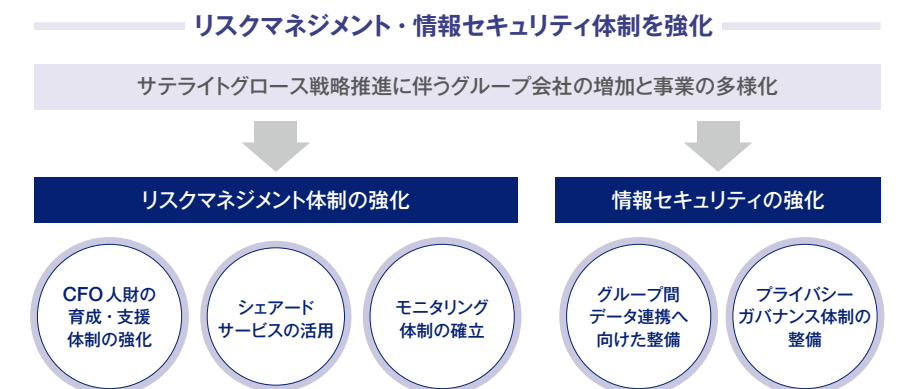 リスクマネジメント・情報セキュリティ体制を強化
サテライトグロース戦略推進に伴うグループ会社の増加と事業の多様化
リスクマネジメント体制の強化
情報セキュリティの強化
CFO人財の
育成・支援
体制の強化
シェアード
サービスの活用
モニタリング
体制の確立
グループ間
データ連携へ
向けた整備
プライバシー
ガバナンス体制の
整備